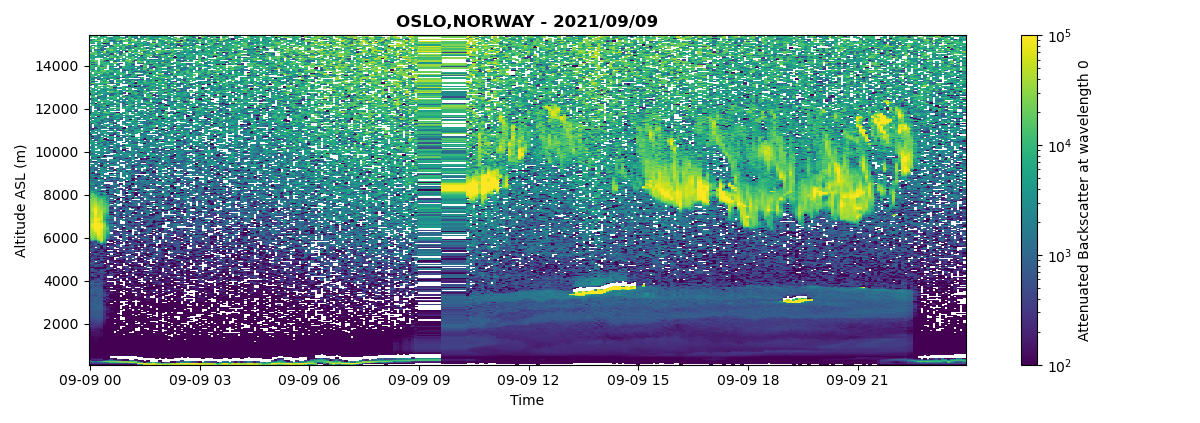 OSLO,NORWAY - 2021/09/09
Altitude ASL (m)
14000
12000
10000
8000
6000
4000
2000
09-09 00 09-09 03 09-09 06 09-09 09 09-09 12 09-09 15 09-09 18 09-09 21
Time
10^5
10^4
10^3
10^2
Attenuated Backscatter at wavelength 0